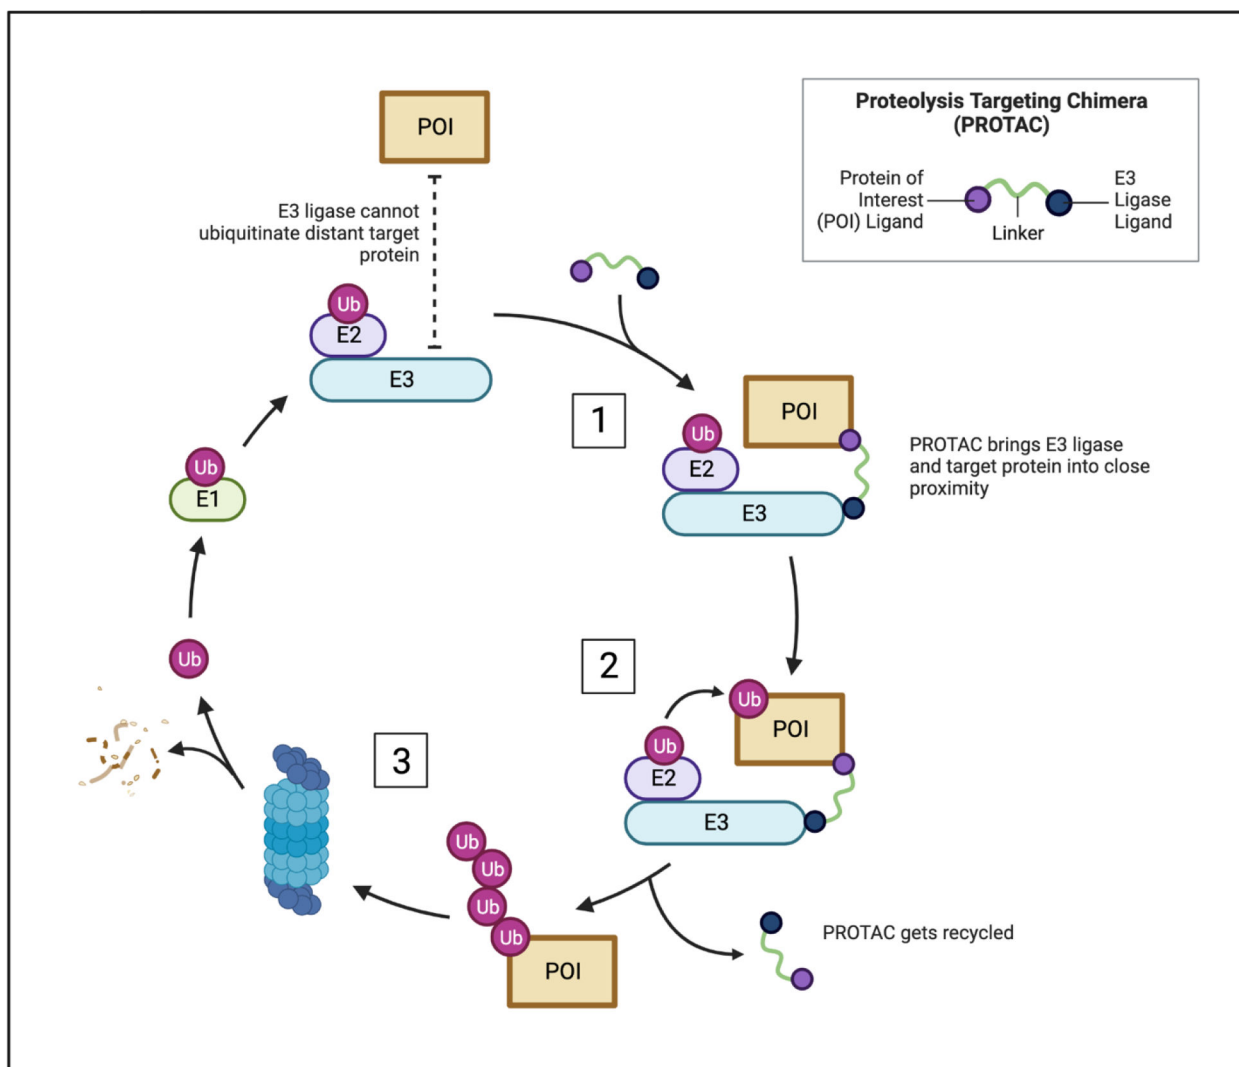 Proteolysis Targeting Chimera
(PROTAC)
Protein of
Interest
(POI) Ligand
Linker
E3
Ligase
Ligand
POI
E3 ligase cannot
ubiquitinate distant target
protein
Ub
E2
E3
1
POI
Ub
E2
E3
PROTAC brings E3 ligase
and target protein into close
proximity
2
Ub
POI
Ub
E2
E3
PROTAC gets recycled
Ub
Ub
Ub
Ub
POI
3
Ub
Ub
E1